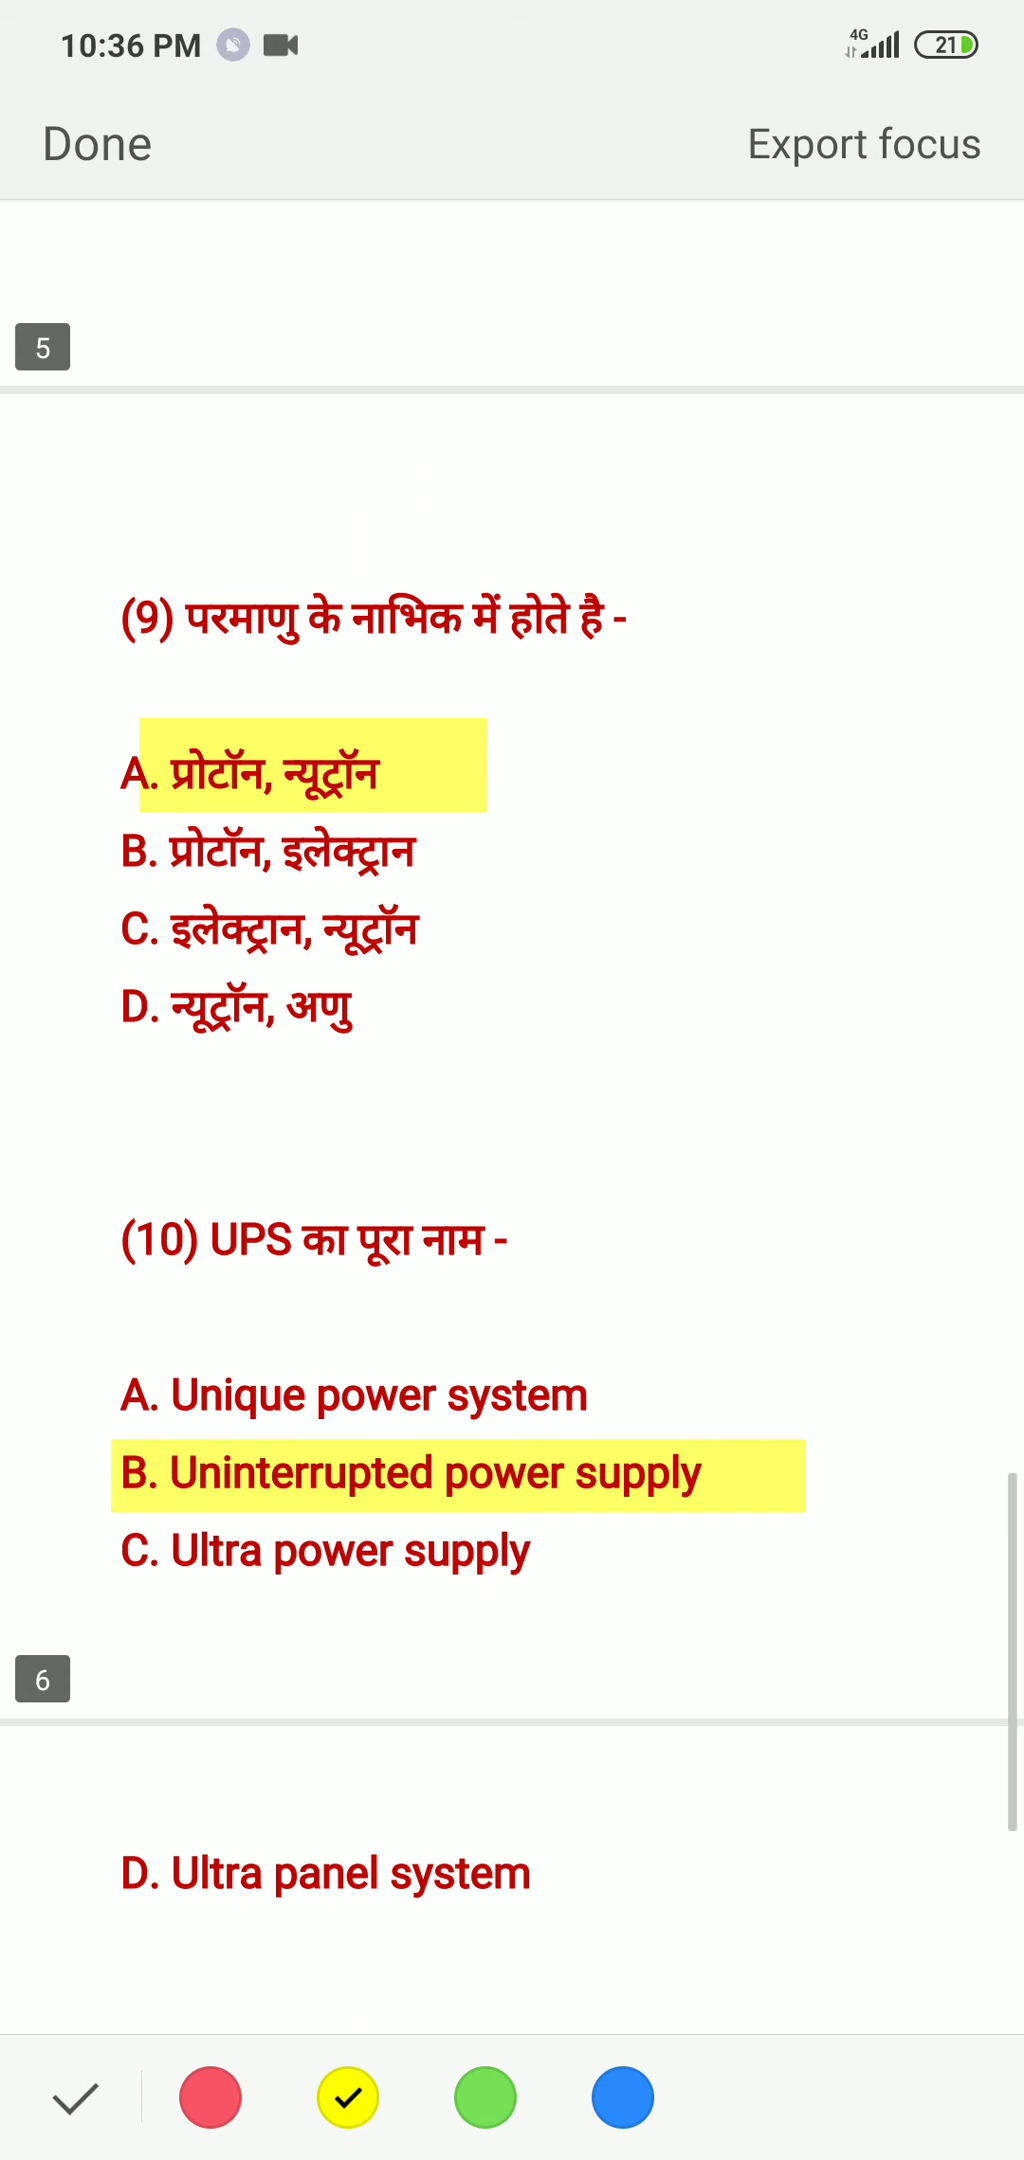 10:36 PM 4G 21
Done Export focus
5
(9) परमाणु के नाभिक में होते है -
A. प्रोटॉन, न्यूट्रॉन
B. प्रोटॉन, इलेक्ट्रान
C. इलेक्ट्रान, न्यूट्रॉन
D. न्यूट्रॉन, अणु
(10) UPS का पूरा नाम -
A. Unique power system
B. Uninterrupted power supply
C. Ultra power supply
6
D. Ultra panel system